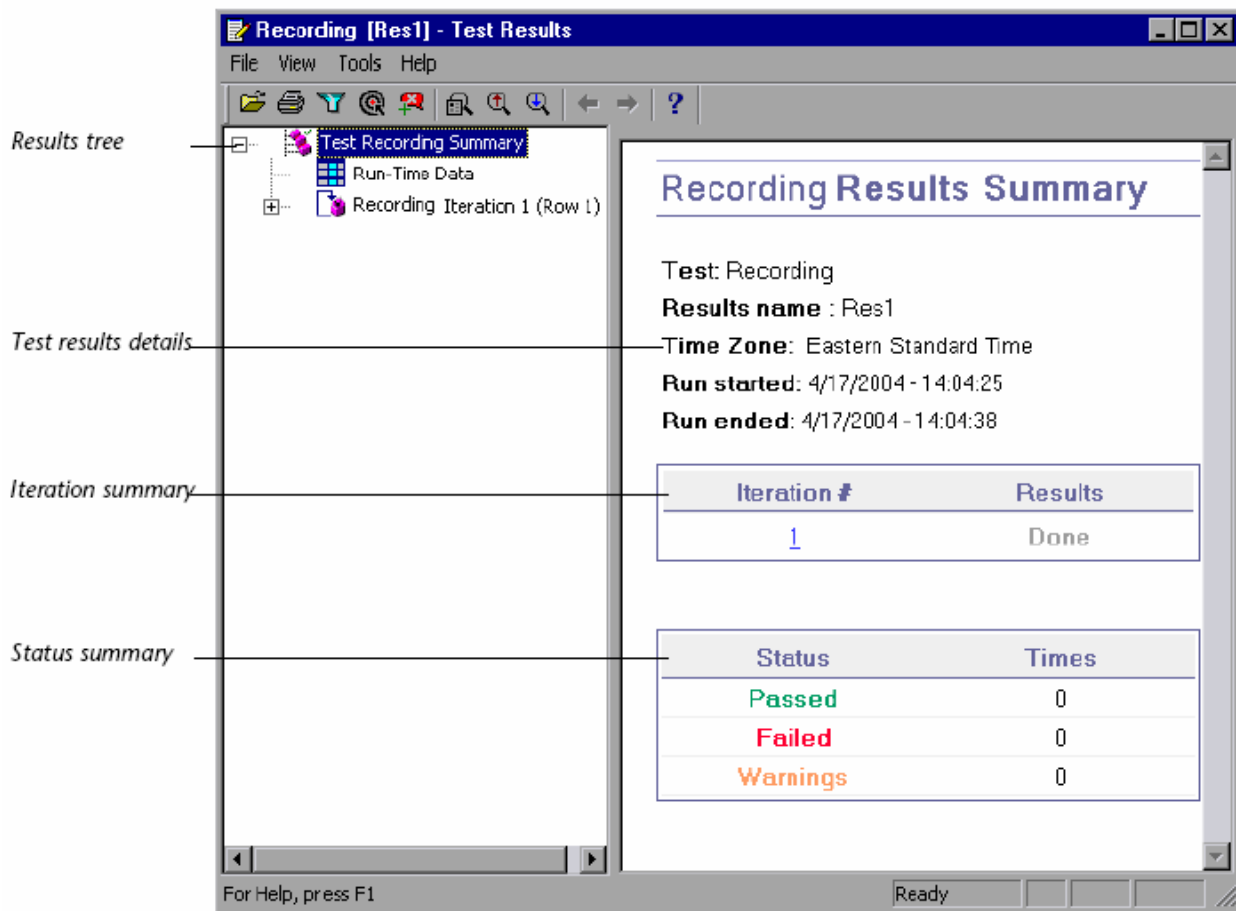 Recording [Res1] - Test Results
File View Tools Help
?
Results tree
Test Recording Summary
Run-Time Data
Recording Iteration 1 (Row 1)
Recording Results Summary
Test: Recording
Results name : Res1
Test results details
Time Zone: Eastern Standard Time
Run started: 4/17/2004 - 14:04:25
Run ended: 4/17/2004 - 14:04:38
Iteration summary
Iteration # Results
1 Done
Status summary
Status Times
Passed 0
Failed 0
Warnings 0
For Help, press F1
Ready